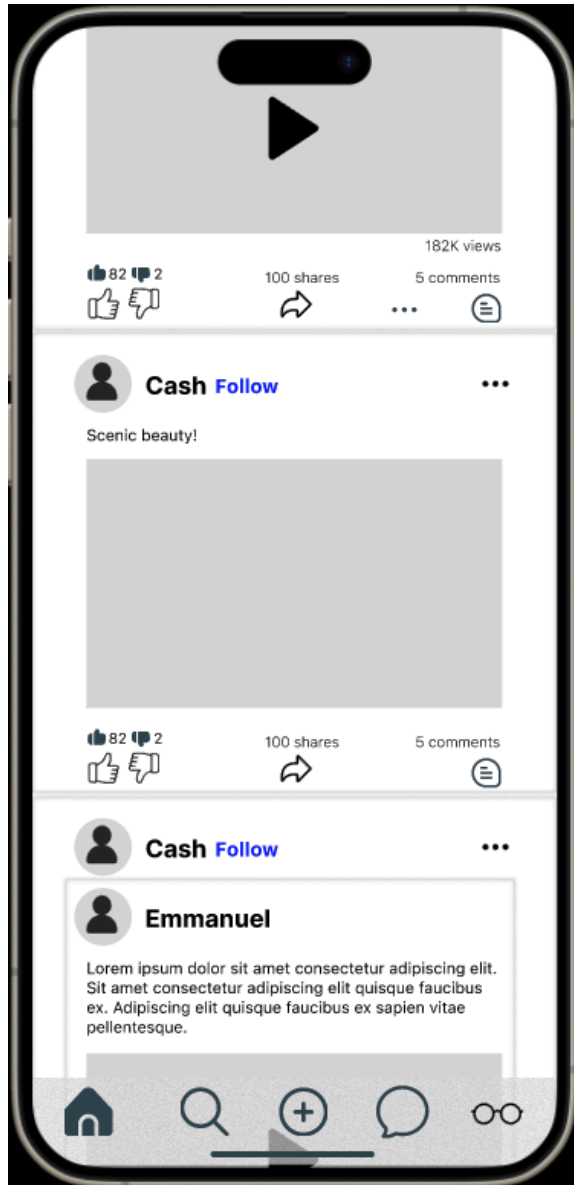 182K views
82 2
100 shares
5 comments
Cash Follow
Scenic beauty!
82 2
100 shares
5 comments
Cash Follow
Emmanuel
Lorem ipsum dolor sit amet consectetur adipiscing elit.
Sit amet consectetur adipiscing elit quisque faucibus
ex. Adipiscing elit quisque faucibus ex sapien vitae
pellentesque.